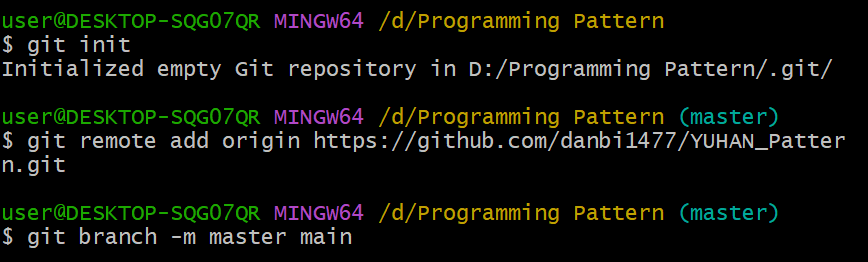 user@DESKTOP-SQG07QR MINGW64 /d/Programming Pattern
$ git init
Initialized empty Git repository in D:/Programming Pattern/.git/
user@DESKTOP-SQG07QR MINGW64 /d/Programming Pattern (master)
$ git remote add origin https://github.com/danbi1477/YUHAN_Patter
n.git
user@DESKTOP-SQG07QR MINGW64 /d/Programming Pattern (master)
$ git branch -m master main